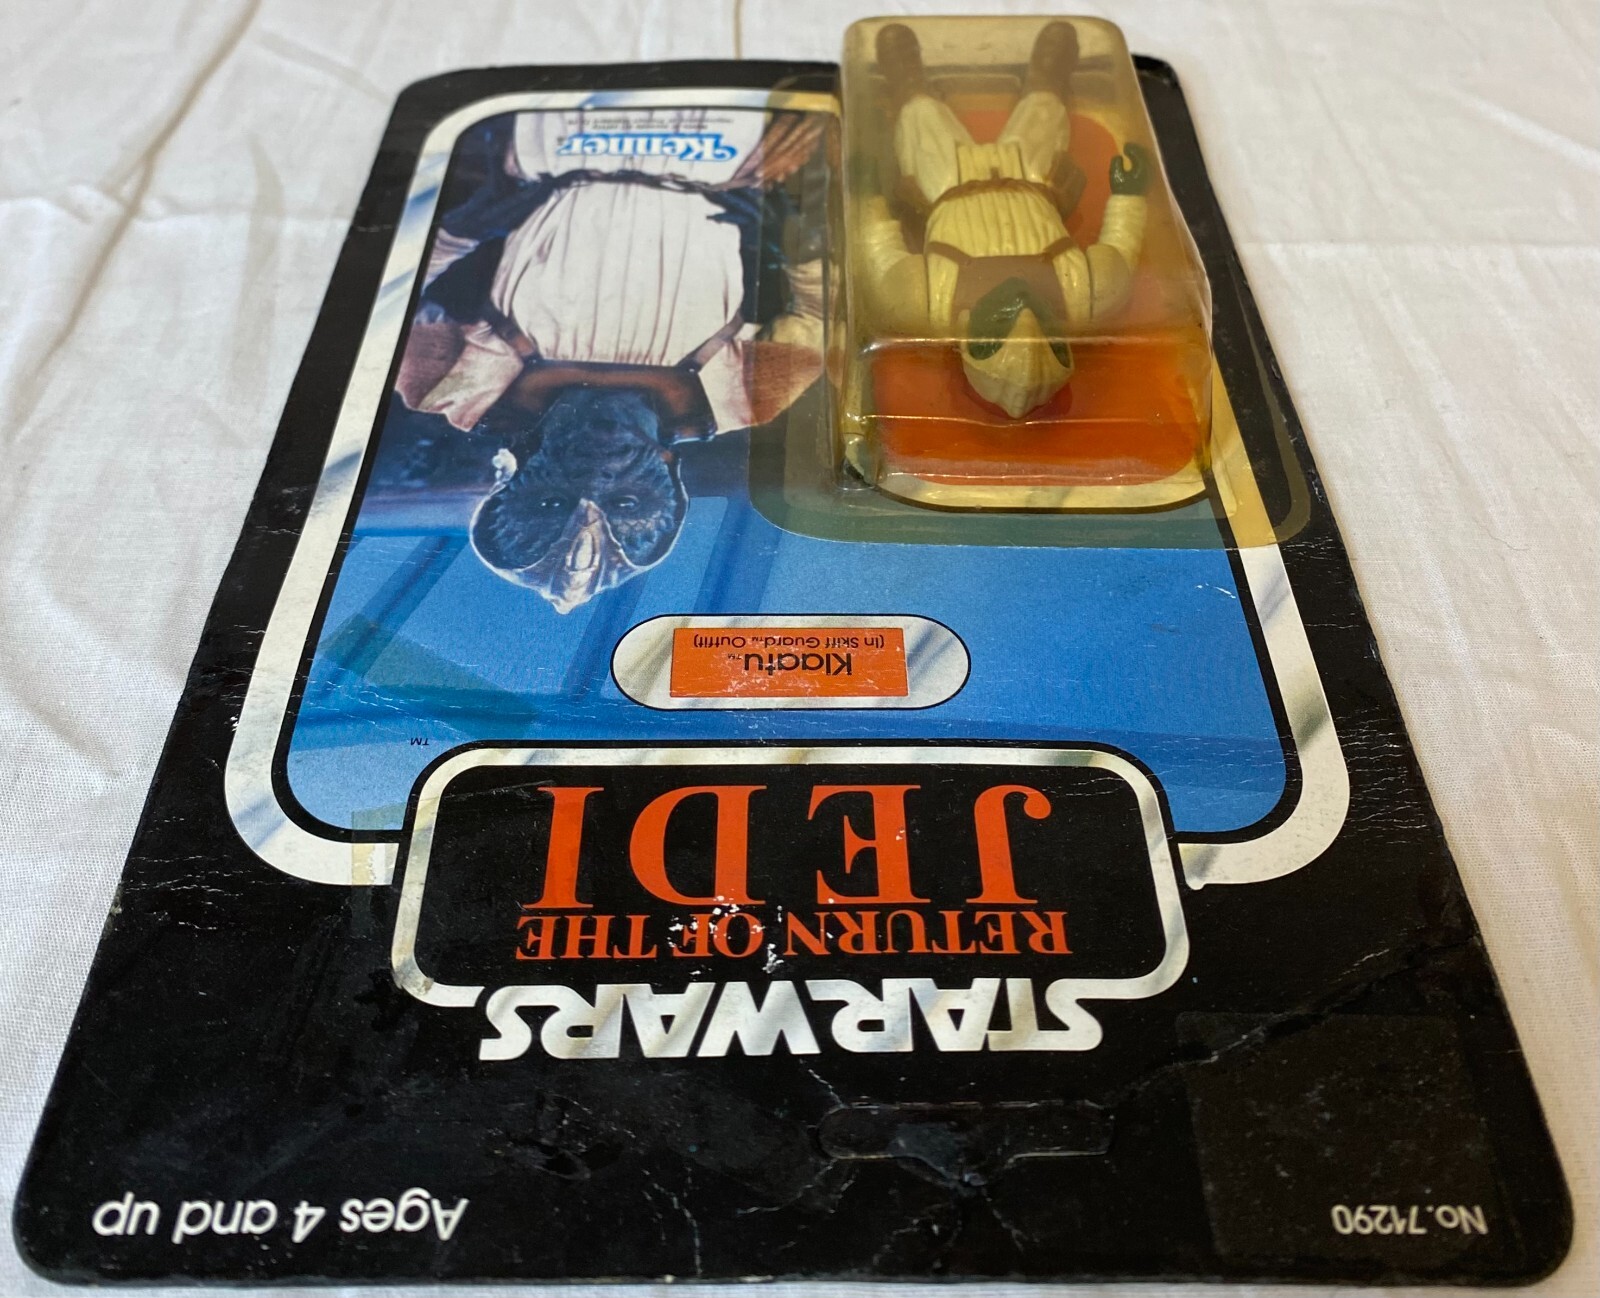 No. 71290
Ages 4 and up
STAR WARS
RETURN OF THE
JEDI
TM
Klaatu™
(in Skiff Guard™ Outfit)
Kenner